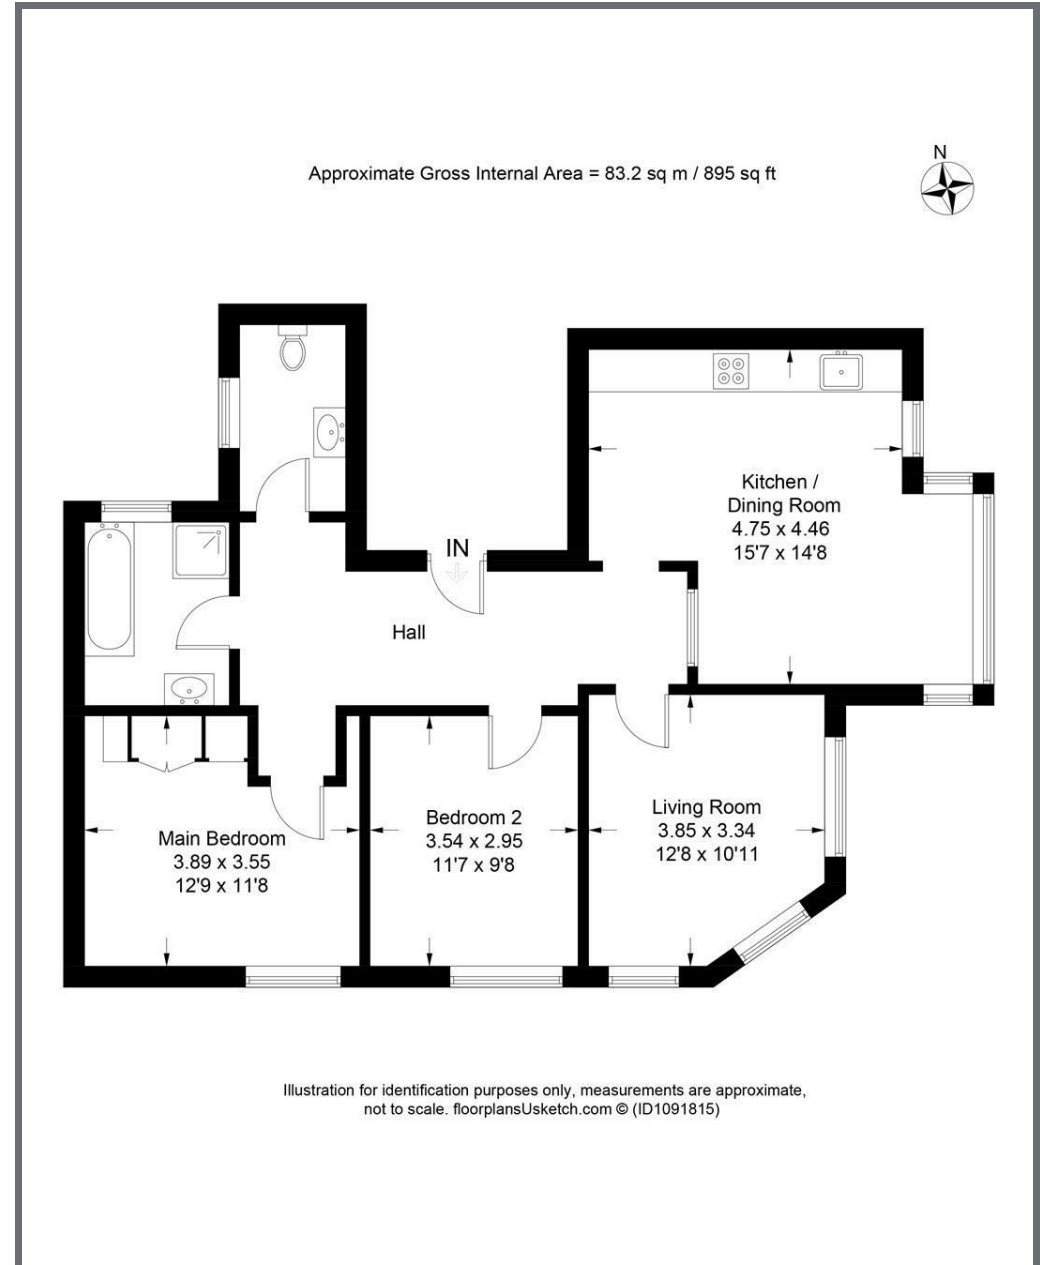 N
Approximate Gross Internal Area = 83.2 sq m / 895 sq ft
Kitchen /
Dining Room
4.75 x 4.46
15'7 x 14'8
IN
Hall
Main Bedroom
3.89 x 3.55
12'9 x 11'8
Bedroom 2
3.54 x 2.95
11'7 x 9'8
Living Room
3.85 x 3.34
12'8 x 10'11
Illustration for identification purposes only, measurements are approximate,
not to scale. floorplansUsketch.com © (ID1091815)